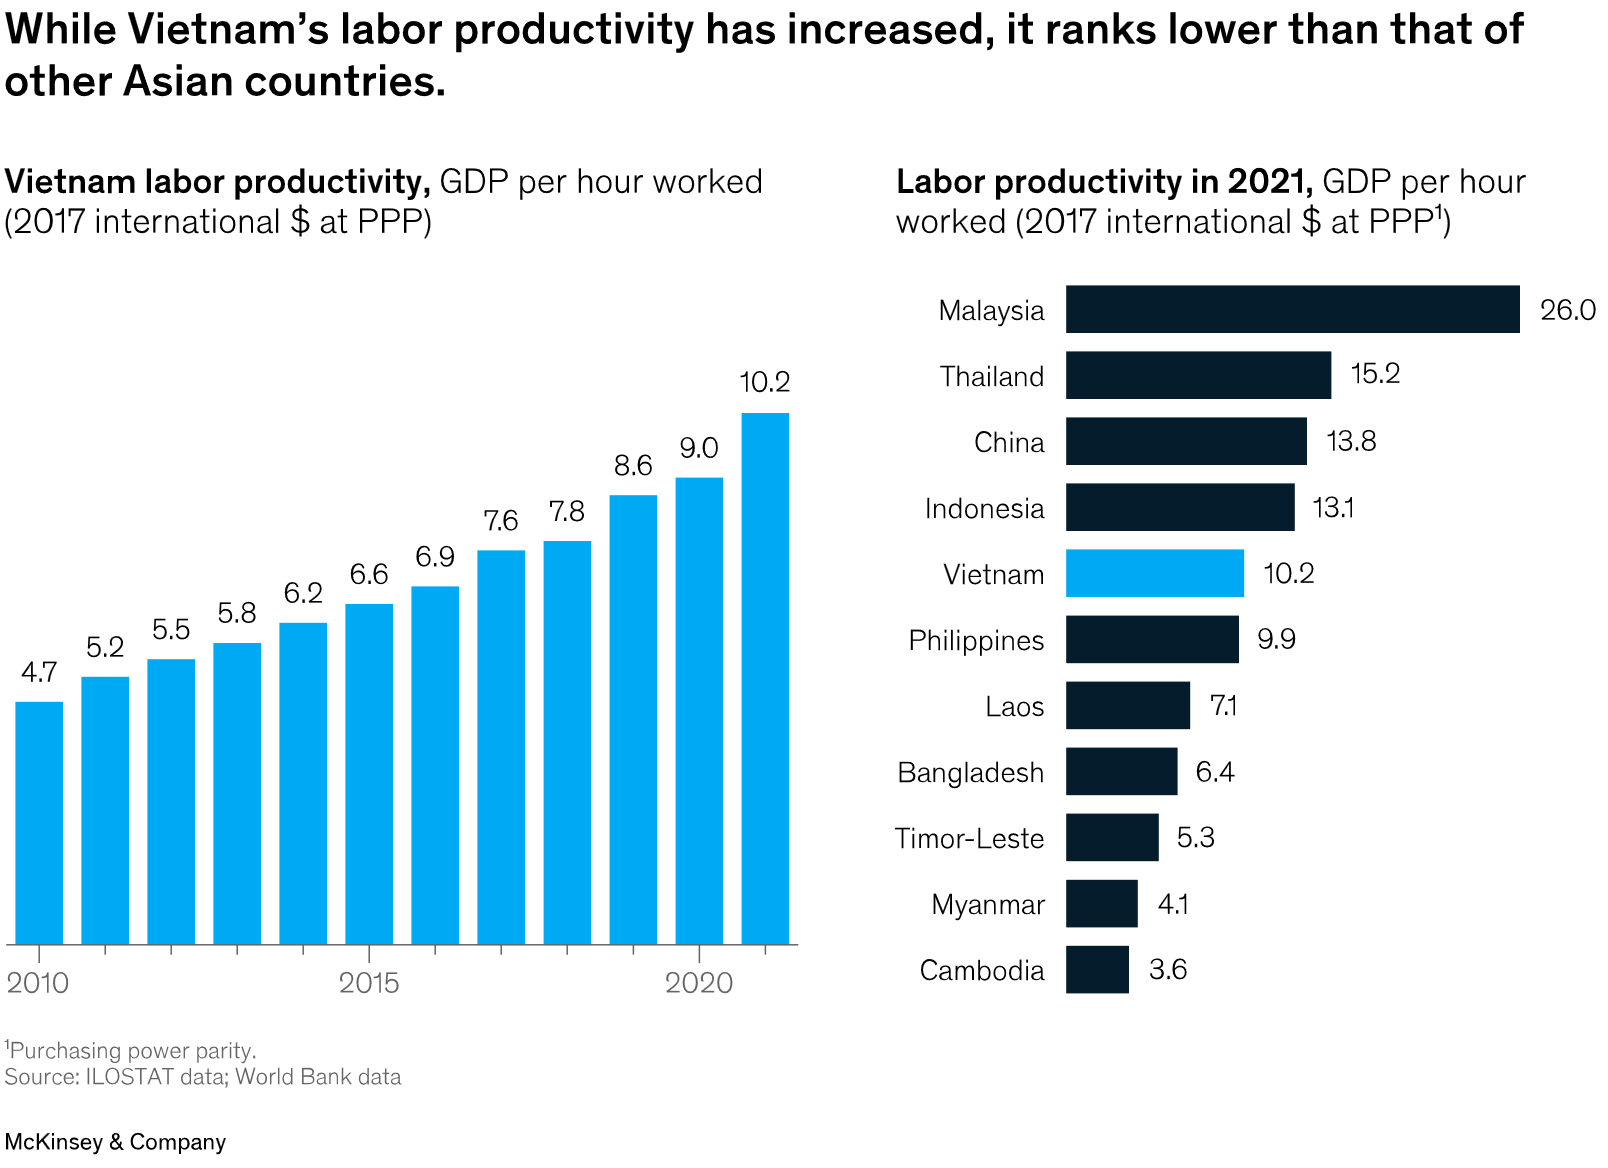 While Vietnam’s labor productivity has increased, it ranks lower than that of
other Asian countries.
Vietnam labor productivity, GDP per hour worked
(2017 international $ at PPP)
4.7
5.2
5.5
5.8
6.2
6.6
6.9
7.6
7.8
8.6
9.0
10.2
2010
2015
2020
Labor productivity in 2021, GDP per hour
worked (2017 international $ at PPP¹)
Malaysia 26.0
Thailand 15.2
China 13.8
Indonesia 13.1
Vietnam 10.2
Philippines 9.9
Laos 7.1
Bangladesh 6.4
Timor-Leste 5.3
Myanmar 4.1
Cambodia 3.6
¹Purchasing power parity.
Source: ILOSTAT data; World Bank data
McKinsey & Company